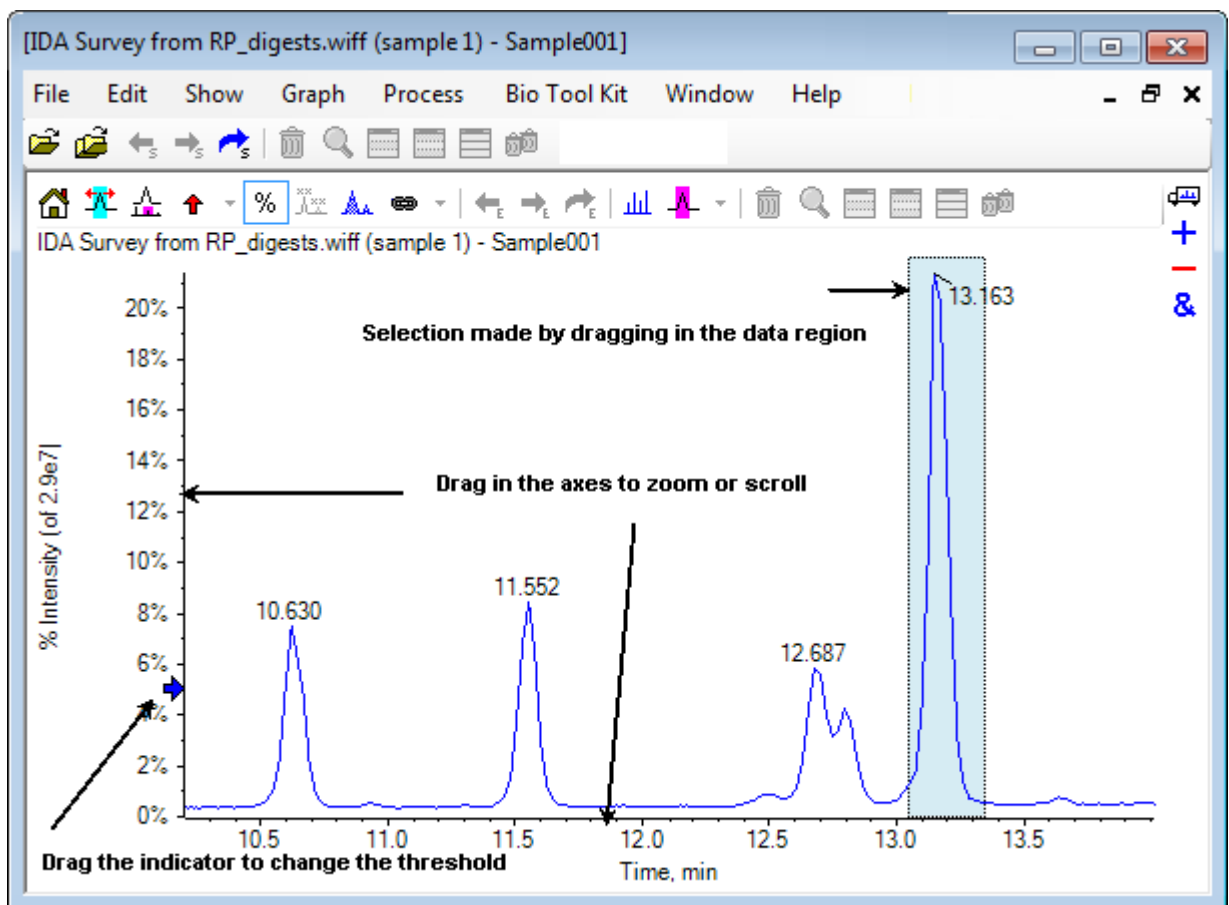 [IDA Survey from RP_digests.wiff (sample 1) - Sample001]
File Edit Show Graph Process Bio Tool Kit Window Help
S S S
% E E E
IDA Survey from RP_digests.wiff (sample 1) - Sample001
&
13.163
20%
Selection made by dragging in the data region
18%
16%
14%
Drag in the axes to zoom or scroll
12%
10%
% Intensity (of 2.9e7)
11.552
10.630
8%
12.687
6%
4%
2%
0%
10.5 11.0 11.5 12.0 12.5 13.0 13.5
Drag the indicator to change the threshold
Time, min